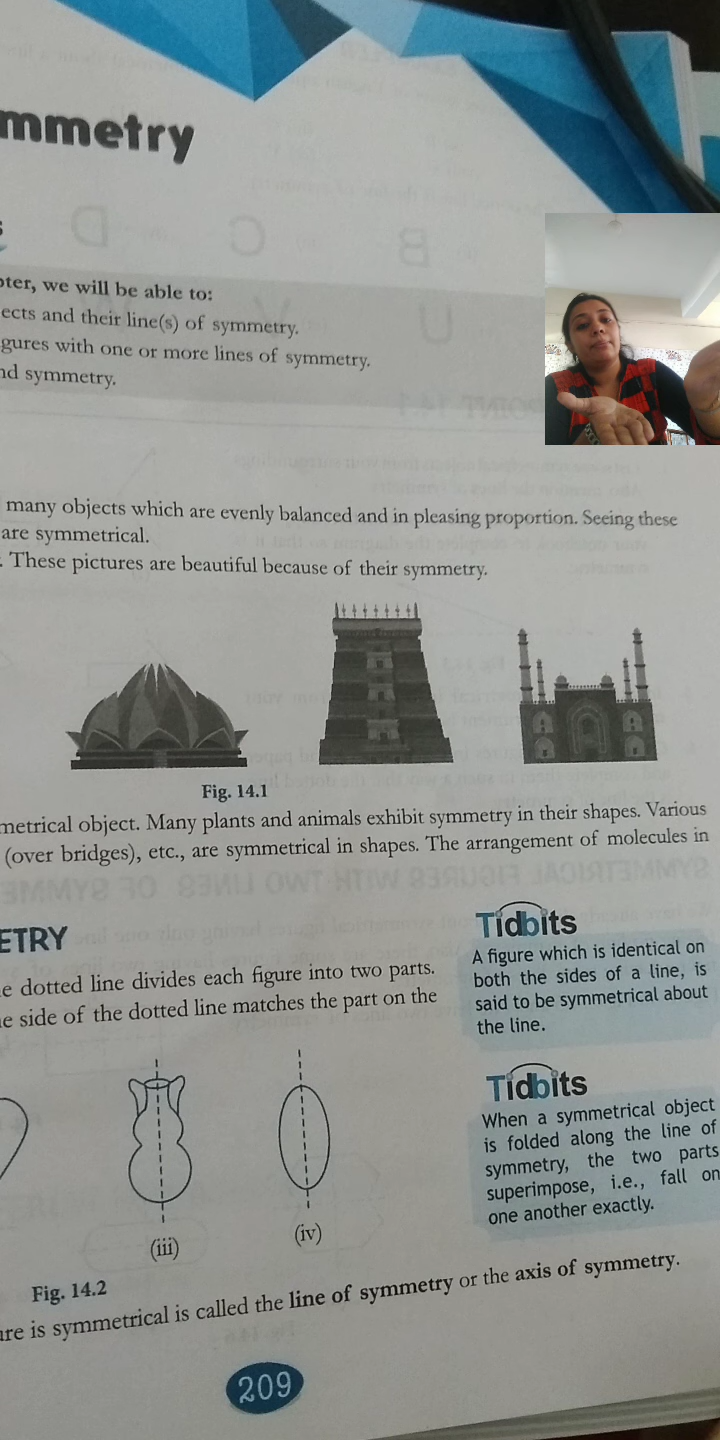 mmetry
pter, we will be able to:
ects and their line(s) of symmetry.
gures with one or more lines of symmetry.
nd symmetry.
many objects which are evenly balanced and in pleasing proportion. Seeing these
are symmetrical.
. These pictures are beautiful because of their symmetry.
Fig. 14.1
metrical object. Many plants and animals exhibit symmetry in their shapes. Various
(over bridges), etc., are symmetrical in shapes. The arrangement of molecules in
ETRY
e dotted line divides each figure into two parts.
e side of the dotted line matches the part on the
Tidbits
A figure which is identical on
both the sides of a line, is
said to be symmetrical about
the line.
Tidbits
When a symmetrical object
is folded along the line of
symmetry, the two parts
superimpose, i.e., fall on
one another exactly.
(iii)
(iv)
Fig. 14.2
ure is symmetrical is called the line of symmetry or the axis of symmetry.
209